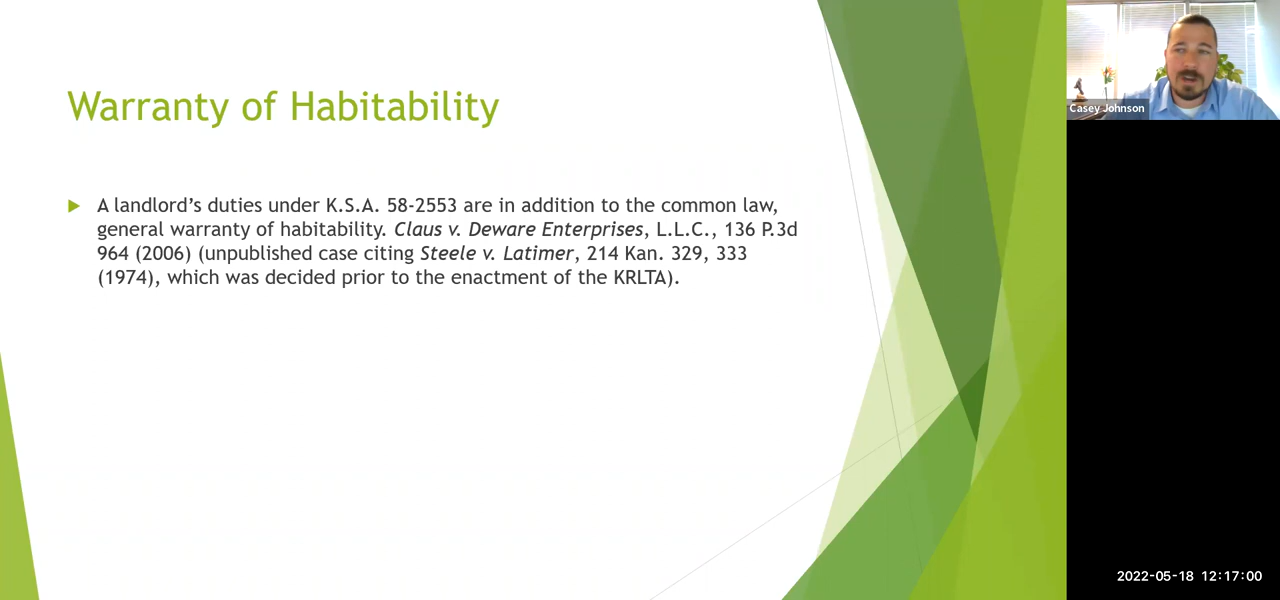 Warranty of Habitability
A landlord’s duties under K.S.A. 58-2553 are in addition to the common law,
general warranty of habitability. Claus v. Deware Enterprises, L.L.C., 136 P.3d
964 (2006) (unpublished case citing Steele v. Latimer, 214 Kan. 329, 333
(1974), which was decided prior to the enactment of the KRLTA).
Casey Johnson
2022-05-18 12:17:00